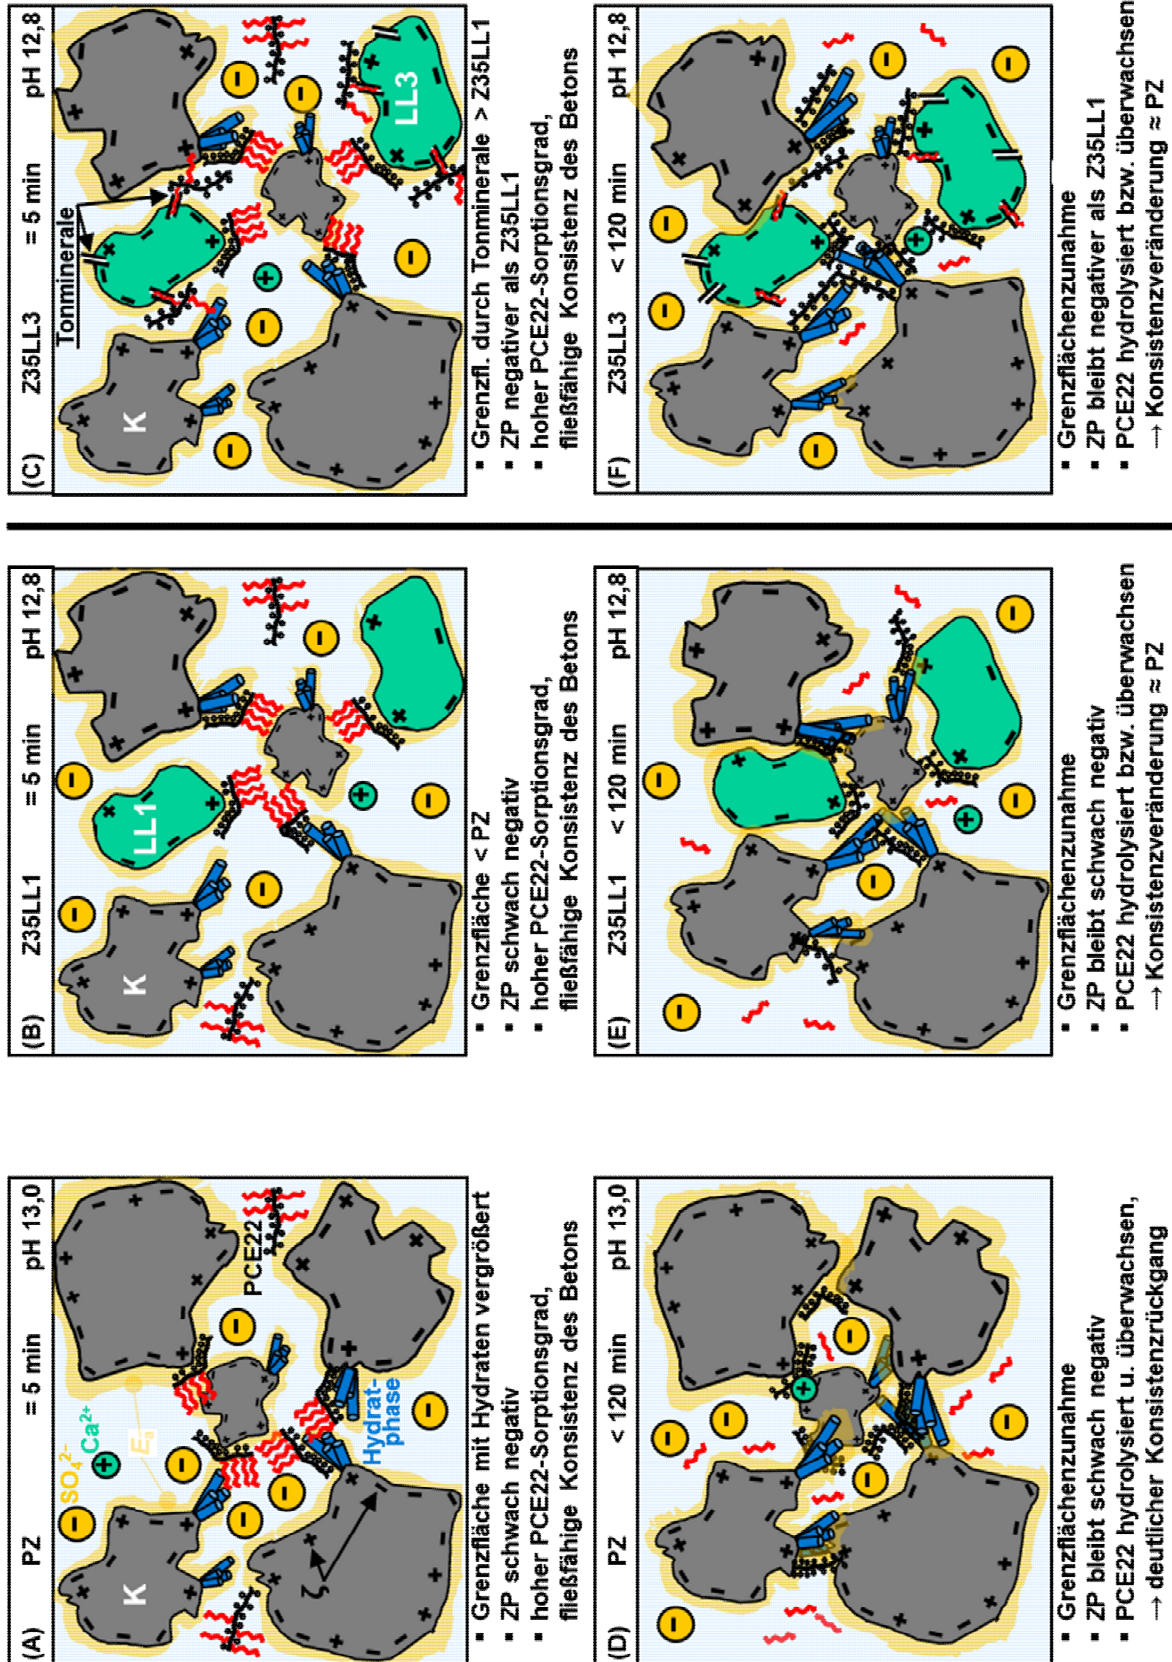 (A) PZ = 5 min pH 13,0
SO₄²⁻
Ca²⁺
Eₐ
K
PCE22
ζ
Hydrat-
phase
▪ Grenzfläche mit Hydraten vergrößert
▪ ZP schwach negativ
▪ hoher PCE22-Sorptionsgrad,
fließfähige Konsistenz des Betons
(B) Z35LL1 = 5 min pH 12,8
K
LL1
▪ Grenzfläche < PZ
▪ ZP schwach negativ
▪ hoher PCE22-Sorptionsgrad,
fließfähige Konsistenz des Betons
(C) Z35LL3 = 5 min pH 12,8
Tonminerale
K
LL3
▪ Grenzfl. durch Tonminerale > Z35LL1
▪ ZP negativer als Z35LL1
▪ hoher PCE22-Sorptionsgrad,
fließfähige Konsistenz des Betons
(D) PZ < 120 min pH 13,0
▪ Grenzflächenzunahme
▪ ZP bleibt schwach negativ
▪ PCE22 hydrolysiert u. überwachsen,
→ deutlicher Konsistenzrückgang
(E) Z35LL1 < 120 min pH 12,8
▪ Grenzflächenzunahme
▪ ZP bleibt schwach negativ
▪ PCE22 hydrolysiert bzw. überwachsen
→ Konsistenzveränderung ≈ PZ
(F) Z35LL3 < 120 min pH 12,8
▪ Grenzflächenzunahme
▪ ZP bleibt negativer als Z35LL1
▪ PCE22 hydrolysiert bzw. überwachsen
→ Konsistenzveränderung ≈ PZ